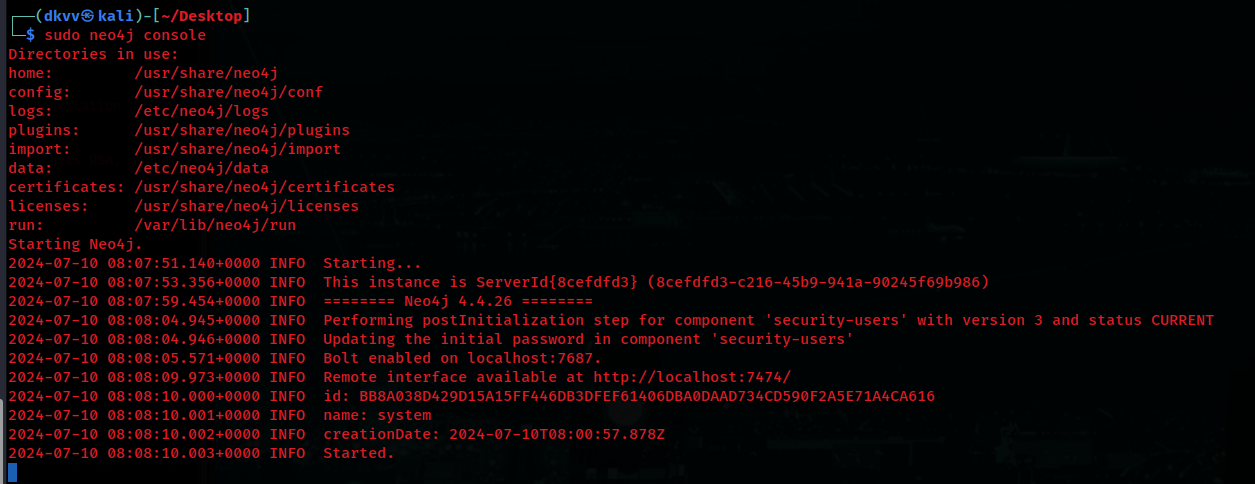 ┌──(dkvv㉿kali)-[~/Desktop]
└─$ sudo neo4j console
Directories in use:
home:         /usr/share/neo4j
config:       /usr/share/neo4j/conf
logs:         /etc/neo4j/logs
plugins:      /usr/share/neo4j/plugins
import:       /usr/share/neo4j/import
data:         /etc/neo4j/data
certificates: /usr/share/neo4j/certificates
licenses:     /usr/share/neo4j/licenses
run:          /var/lib/neo4j/run
Starting Neo4j.
2024-07-10 08:07:51.140+0000 INFO  Starting...
2024-07-10 08:07:53.356+0000 INFO  This instance is ServerId{8cefdfd3} (8cefdfd3-c216-45b9-941a-90245f69b986)
2024-07-10 08:07:59.454+0000 INFO  ======== Neo4j 4.4.26 ========
2024-07-10 08:08:04.945+0000 INFO  Performing postInitialization step for component 'security-users' with version 3 and status CURRENT
2024-07-10 08:08:04.946+0000 INFO  Updating the initial password in component 'security-users'
2024-07-10 08:08:05.571+0000 INFO  Bolt enabled on localhost:7687.
2024-07-10 08:08:09.973+0000 INFO  Remote interface available at http://localhost:7474/
2024-07-10 08:08:10.000+0000 INFO  id: BB8A038D429D15A15FF446DB3DFEF61406DBA0DAAD734CD590F2A5E71A4CA616
2024-07-10 08:08:10.001+0000 INFO  name: system
2024-07-10 08:08:10.002+0000 INFO  creationDate: 2024-07-10T08:00:57.878Z
2024-07-10 08:08:10.003+0000 INFO  Started.